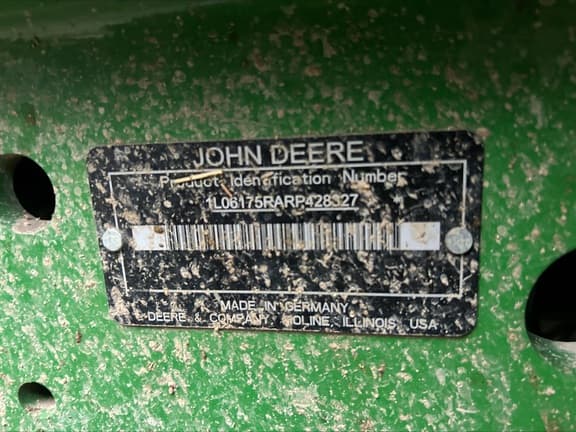 JOHN DEERE
Product Identification Number
1L06175RARP428327
MADE IN GERMANY
DEERE & COMPANY MOLINE, ILLINOIS, USA